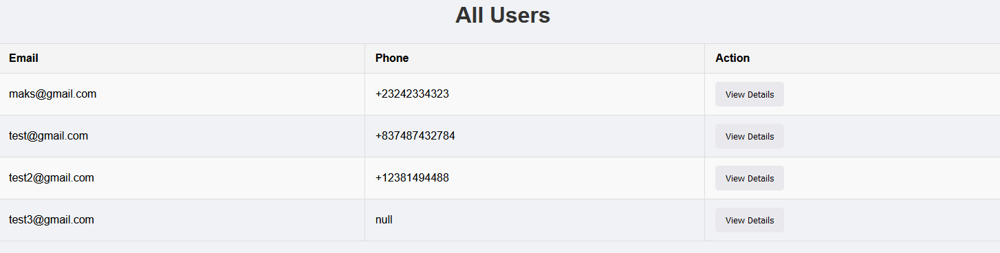 All Users
Email Phone Action
maks@gmail.com +23242334323 View Details
test@gmail.com +837487432784 View Details
test2@gmail.com +12381494488 View Details
test3@gmail.com null View Details